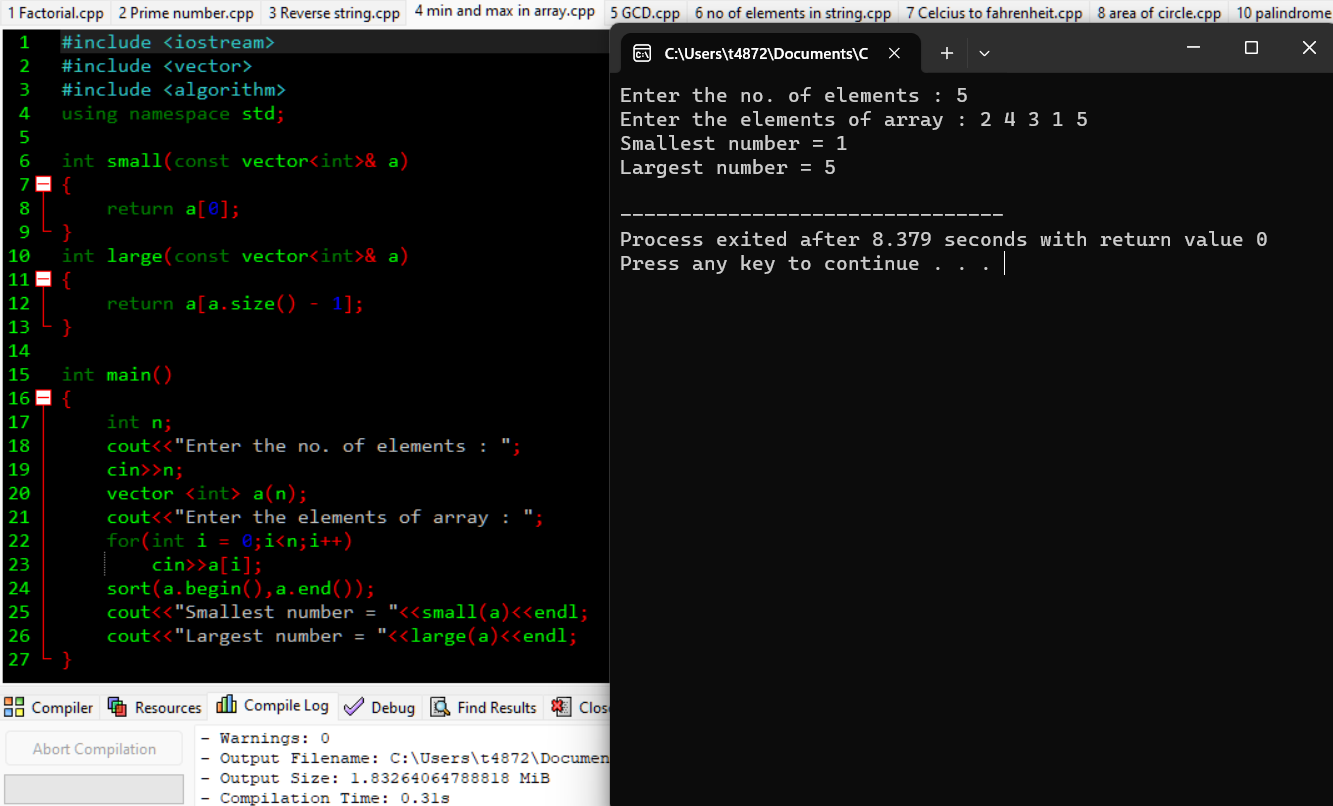 1 Factorial.cpp 2 Prime number.cpp 3 Reverse string.cpp 4 min and max in array.cpp 5 GCD.cpp 6 no of elements in string.cpp 7 Celcius to fahrenheit.cpp 8 area of circle.cpp 10 palindrome
1 #include <iostream>
2 #include <vector>
3 #include <algorithm>
4 using namespace std;
5
6 int small(const vector<int>& a)
7 {
8 return a[0];
9 }
10 int large(const vector<int>& a)
11 {
12 return a[a.size() - 1];
13 }
14
15 int main()
16 {
17 int n;
18 cout<<"Enter the no. of elements : ";
19 cin>>n;
20 vector <int> a(n);
21 cout<<"Enter the elements of array : ";
22 for(int i = 0;i<n;i++)
23 cin>>a[i];
24 sort(a.begin(),a.end());
25 cout<<"Smallest number = "<<small(a)<<endl;
26 cout<<"Largest number = "<<large(a)<<endl;
27 }
C:\Users\t4872\Documents\C
Enter the no. of elements : 5
Enter the elements of array : 2 4 3 1 5
Smallest number = 1
Largest number = 5
--------------------------------
Process exited after 8.379 seconds with return value 0
Press any key to continue . . .
Compiler Resources Compile Log Debug Find Results Clos
Abort Compilation
- Warnings: 0
- Output Filename: C:\Users\t4872\Documen
- Output Size: 1.83264064788818 MiB
- Compilation Time: 0.31s